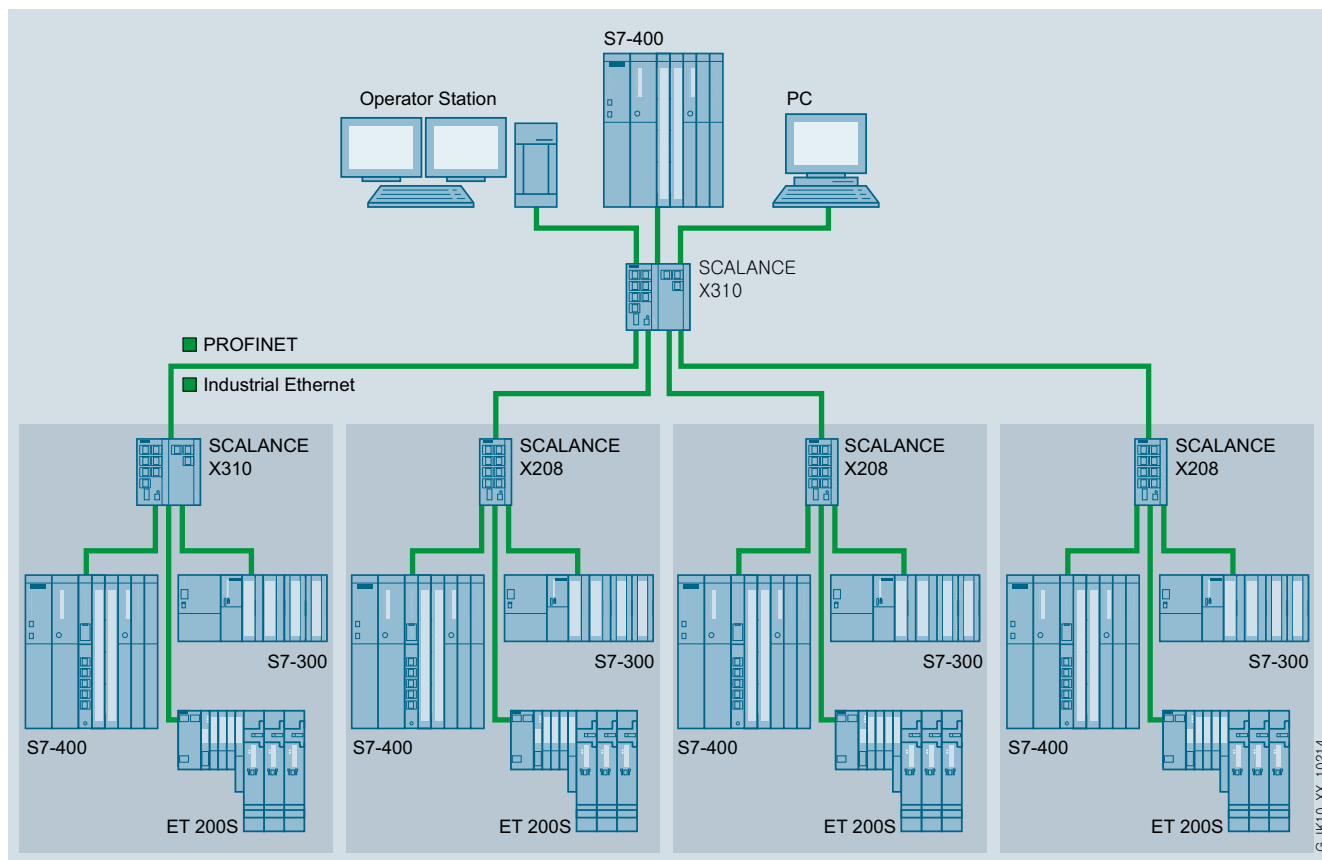 S7-400
Operator Station
PC
SCALANCE
X310
PROFINET
Industrial Ethernet
SCALANCE
X310
SCALANCE
X208
SCALANCE
X208
SCALANCE
X208
S7-300
S7-300
S7-300
S7-300
S7-400
S7-400
S7-400
S7-400
ET 200S
ET 200S
ET 200S
ET 200S
G_IK10_XX_10214